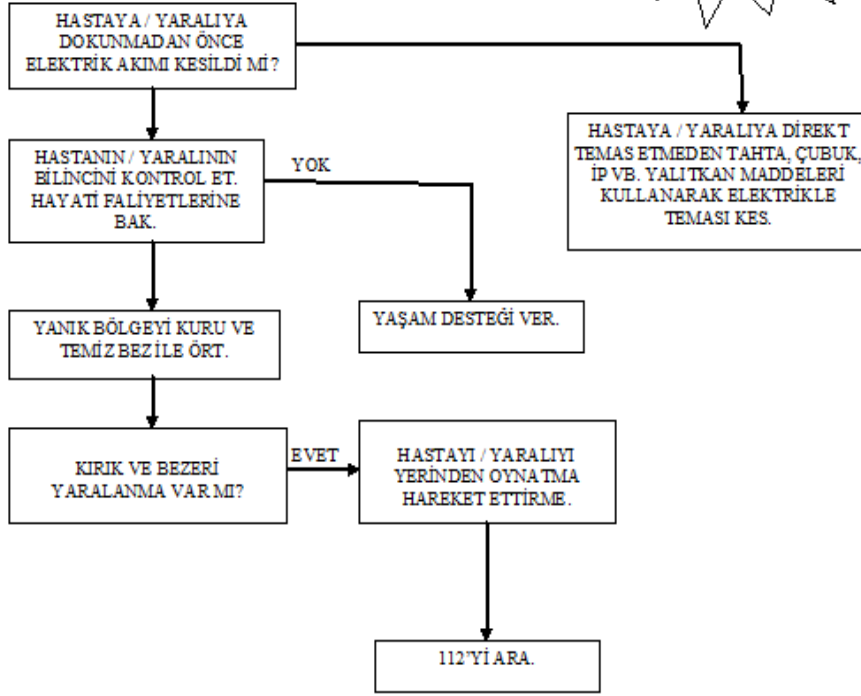 HASTAYA / YARALIYA
DOKUNMADAN ÖNCE
ELEKTRİK AKIMI KESİLDİ Mİ?
HASTAYA / YARALIYA DİREKT
TEMAS ETMEDEN TAHTA, ÇUBUK,
İP VB. YALITKAN MADDELERİ
KULLANARAK ELEKTRİKLE
TEMASI KES.
HASTANIN / YARALININ
BİLİNCİNİ KONTROL ET.
HAYATİ FALİYETLERİNE
BAK.
YOK
YAŞAM DESTEĞİ VER.
YANIK BÖLGEYİ KURU VE
TEMİZ BEZ İLE ÖRT.
KIRIK VE BEZERİ
YARALANMA VAR MI?
EVET
HASTAYI / YARALIYI
YERİNDEN OYNATMA
HAREKET ETTİRME.
112"Yİ ARA.